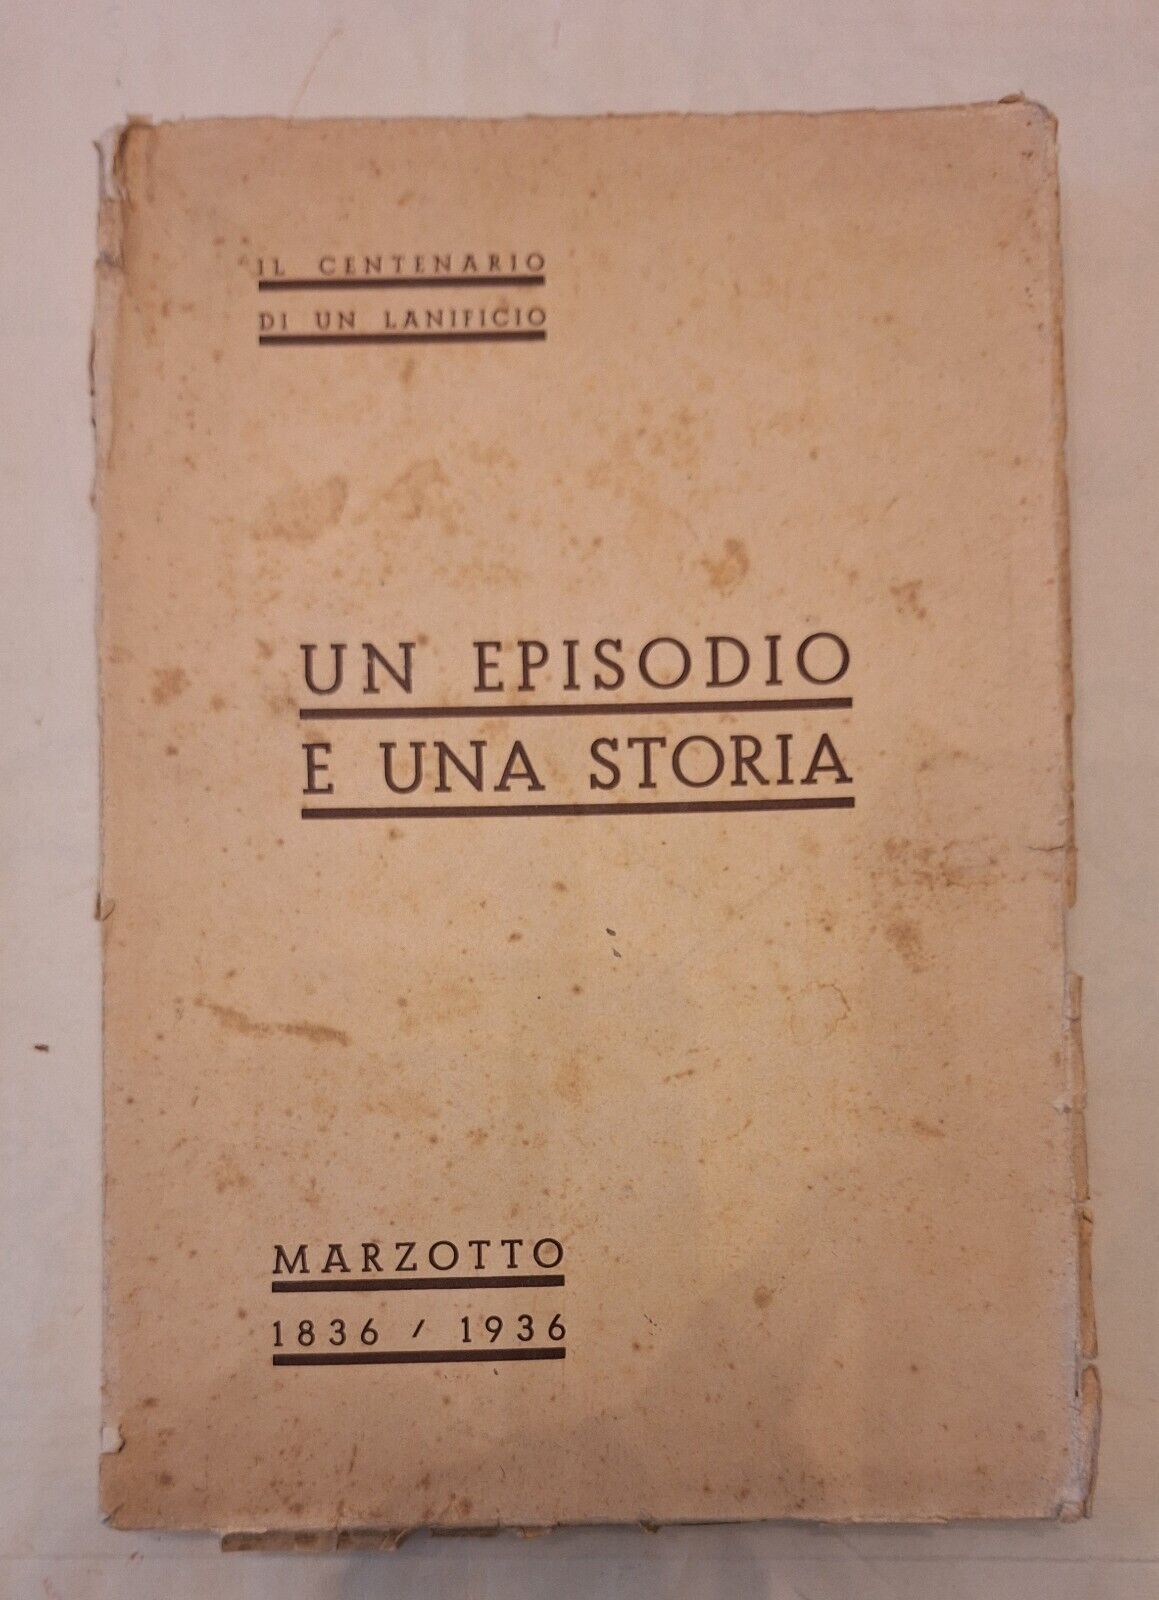 IL CENTENARIO
DI UN LANIFICIO
UN EPISODIO
E UNA STORIA
MARZOTTO
1836 / 1936